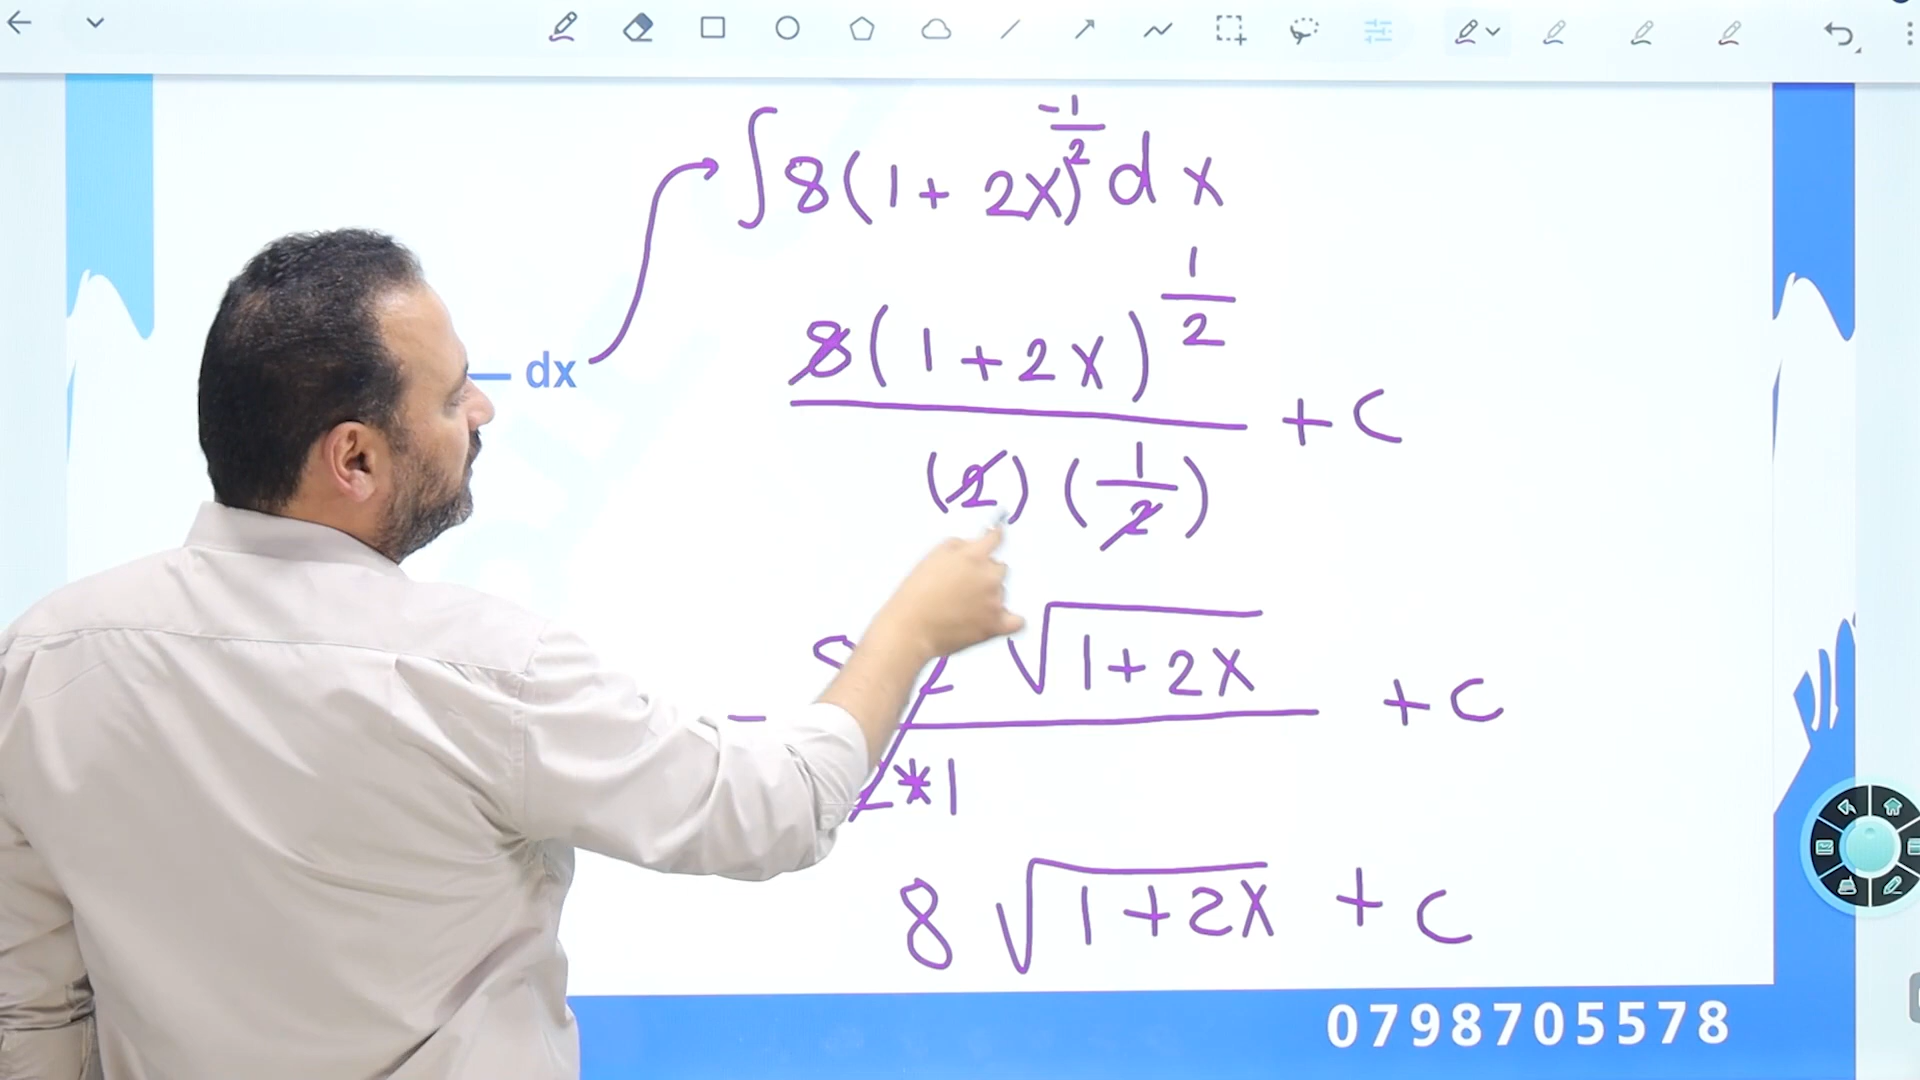 ∫ 8(1 + 2x)^{-1/2} dx
dx
8(1 + 2x)^{1/2} / (2)(1/2) + C
√(1+2x) / 2*1 + C
8 √(1+2x) + C
0798705578